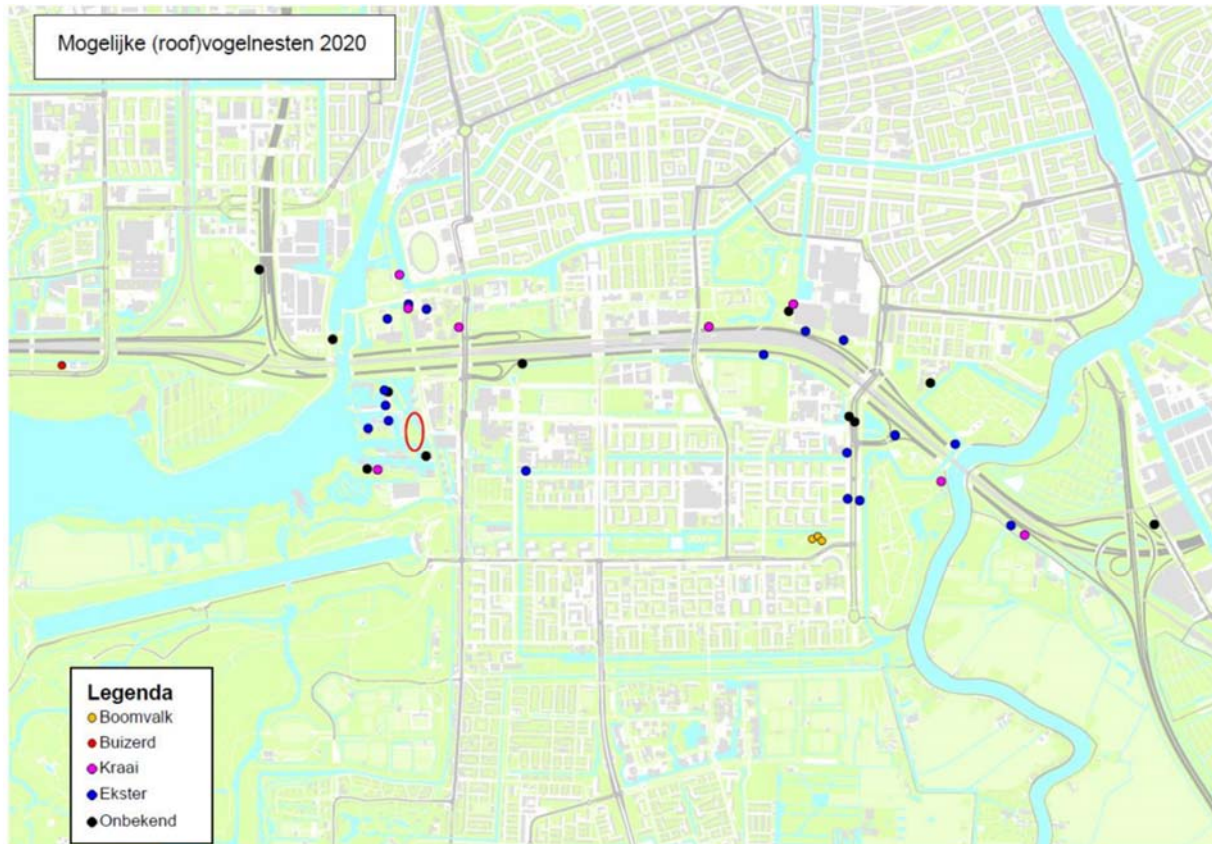 Mogelijke (roof)vogelnesten 2020
Legenda
Boomvalk
Buizerd
Kraai
Ekster
Onbekend